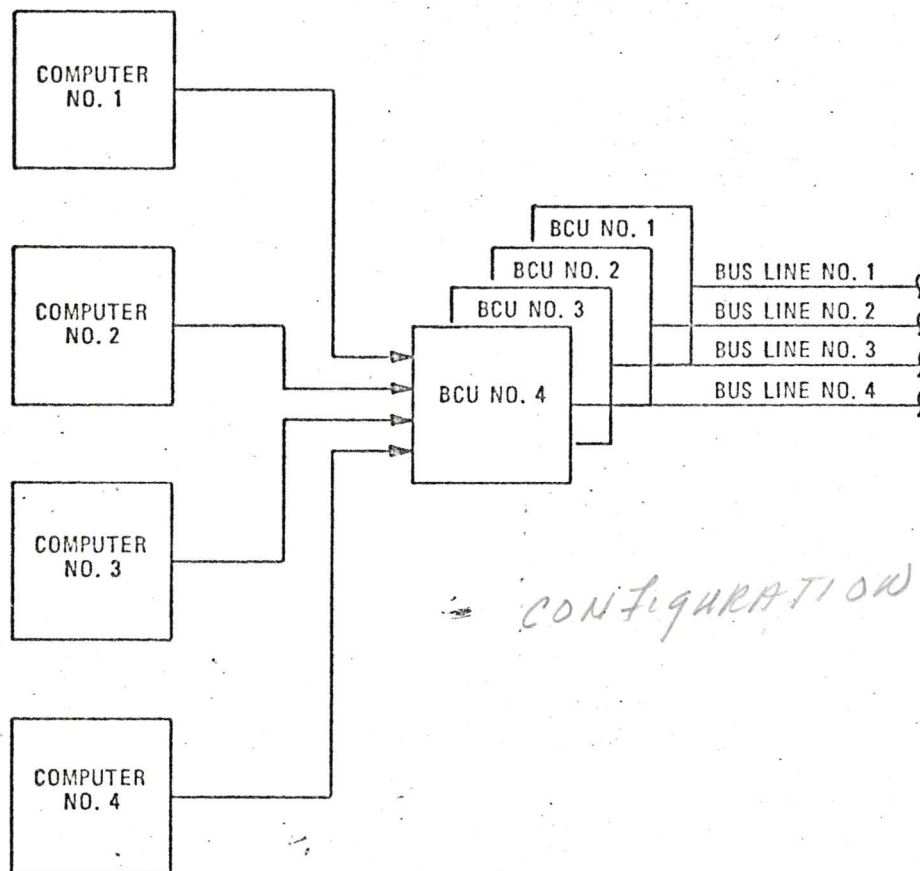 COMPUTER
NO. 1
COMPUTER
NO. 2
COMPUTER
NO. 3
COMPUTER
NO. 4
BCU NO. 1
BCU NO. 2
BCU NO. 3
BCU NO. 4
BUS LINE NO. 1
BUS LINE NO. 2
BUS LINE NO. 3
BUS LINE NO. 4
CONFIGURATION